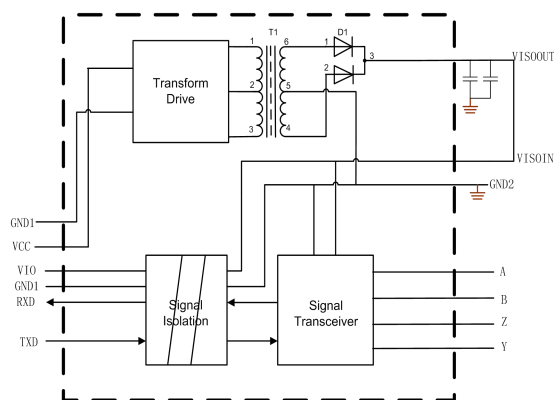 T1
D1
1
6
1
3
VISOOUT
Transform
Drive
2
2
5
3
4
VISOIN
GND2
GND1
VCC
VIO
GND1
RXD
TXD
Signal
Isolation
Signal
Transceiver
A
B
Z
Y